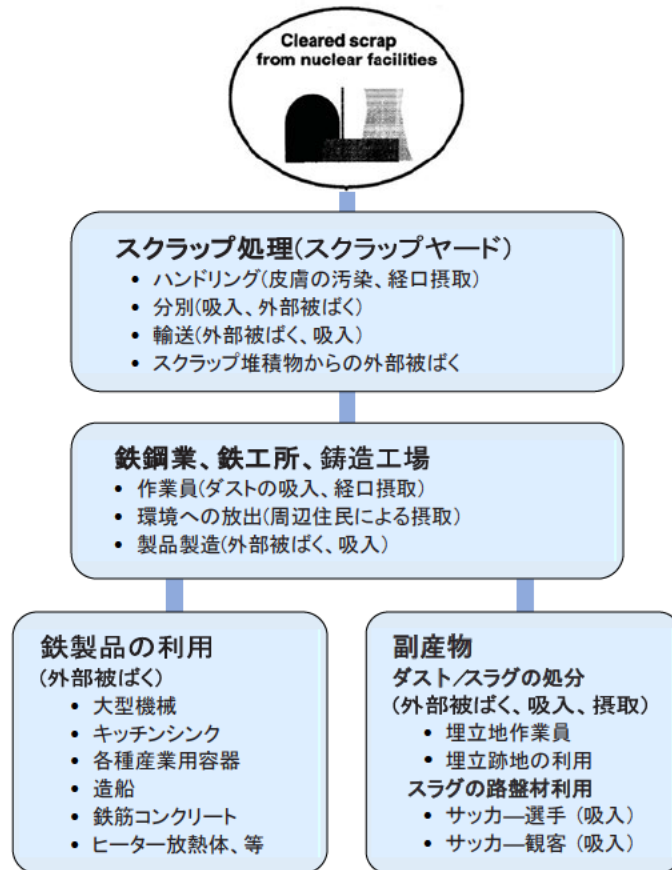 Cleared scrap
from nuclear facilities
スクラップ処理(スクラップヤード)
• ハンドリング(皮膚の汚染、経口摂取)
• 分別(吸入、外部被ばく)
• 輸送(外部被ばく、吸入)
• スクラップ堆積物からの外部被ばく
鉄鋼業、鉄工所、鋳造工場
• 作業員(ダストの吸入、経口摂取)
• 環境への放出(周辺住民による摂取)
• 製品製造(外部被ばく、吸入)
鉄製品の利用
(外部被ばく)
• 大型機械
• キッチンシンク
• 各種産業用容器
• 造船
• 鉄筋コンクリート
• ヒーター放熱体、等
副産物
ダスト/スラグの処分
(外部被ばく、吸入、摂取)
• 埋立地作業員
• 埋立跡地の利用
スラグの路盤材利用
• サッカ―選手 (吸入)
• サッカ―観客 (吸入)